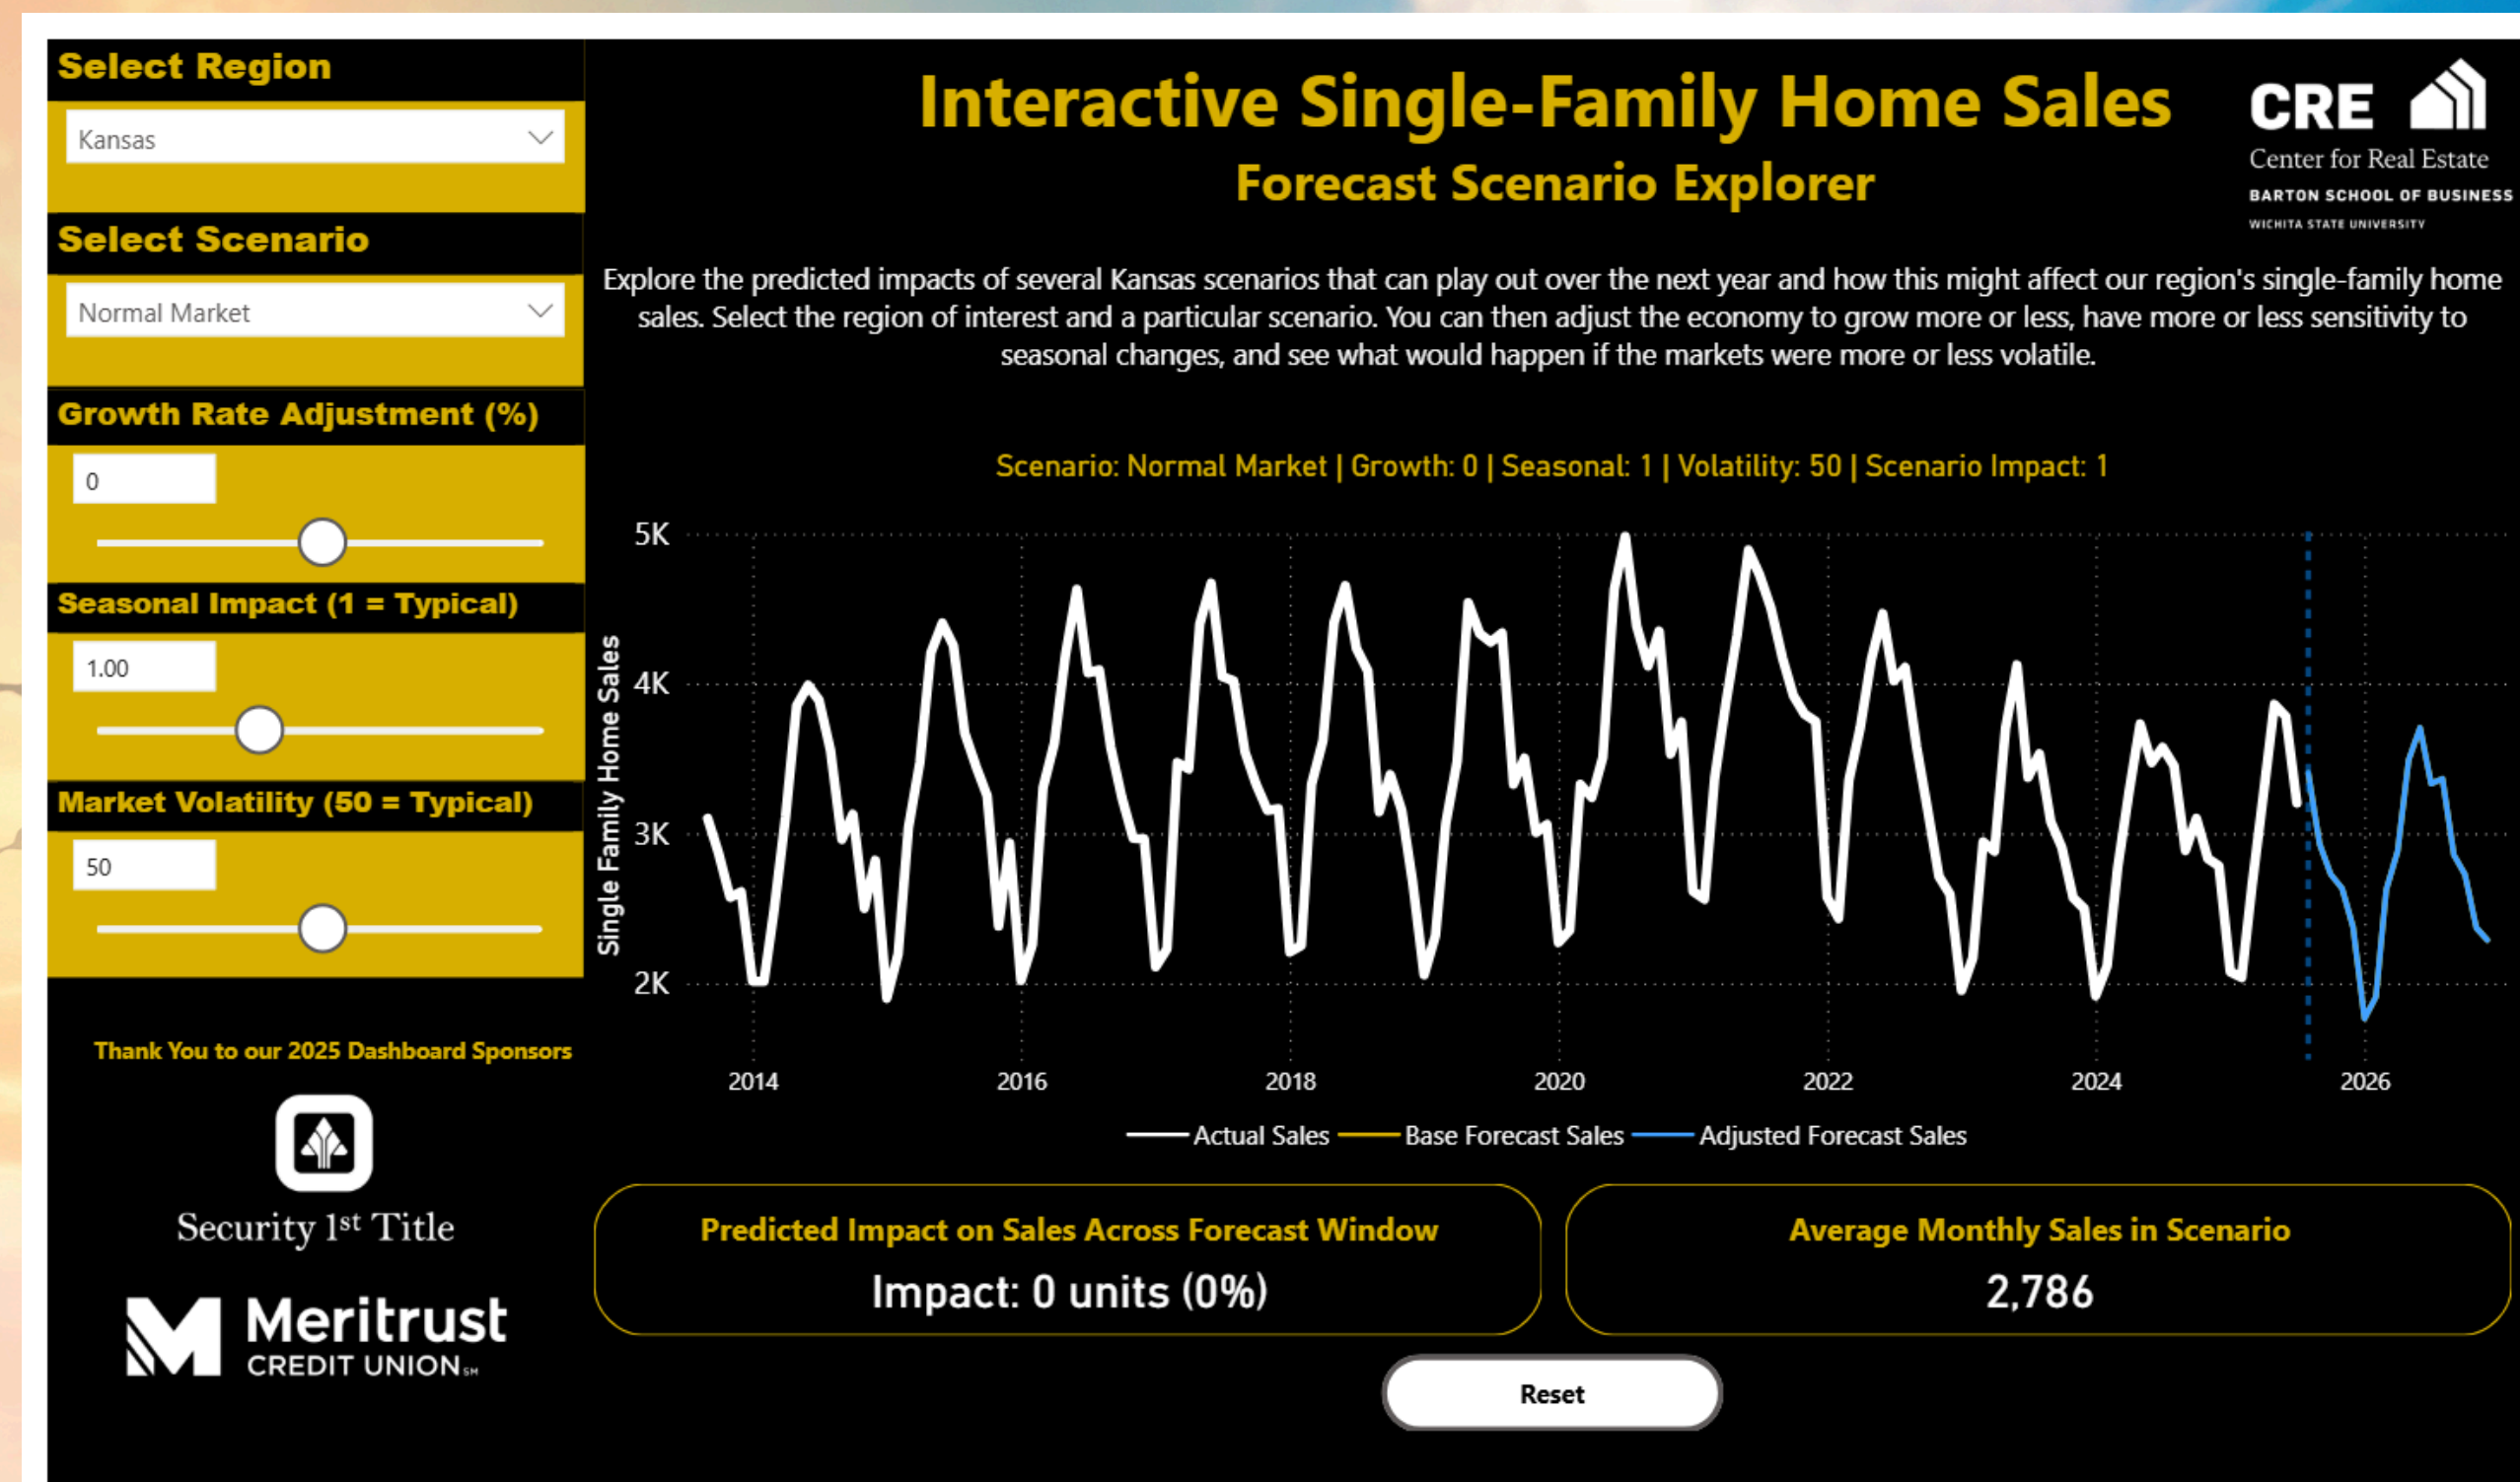 Select Region
Kansas
Select Scenario
Normal Market
Growth Rate Adjustment (%)
0
Seasonal Impact (1 = Typical)
1.00
Market Volatility (50 = Typical)
50
Thank You to our 2025 Dashboard Sponsors
Security 1st Title
Meritrust
CREDIT UNION SM
Interactive Single-Family Home Sales
Forecast Scenario Explorer
CRE
Center for Real Estate
BARTON SCHOOL OF BUSINESS
WICHITA STATE UNIVERSITY
Explore the predicted impacts of several Kansas scenarios that can play out over the next year and how this might affect our region's single-family home
sales. Select the region of interest and a particular scenario. You can then adjust the economy to grow more or less, have more or less sensitivity to
seasonal changes, and see what would happen if the markets were more or less volatile.
Scenario: Normal Market | Growth: 0 | Seasonal: 1 | Volatility: 50 | Scenario Impact: 1
Single Family Home Sales
5K
4K
3K
2K
2014 2016 2018 2020 2022 2024 2026
Actual Sales Base Forecast Sales Adjusted Forecast Sales
Predicted Impact on Sales Across Forecast Window
Impact: 0 units (0%)
Average Monthly Sales in Scenario
2,786
Reset